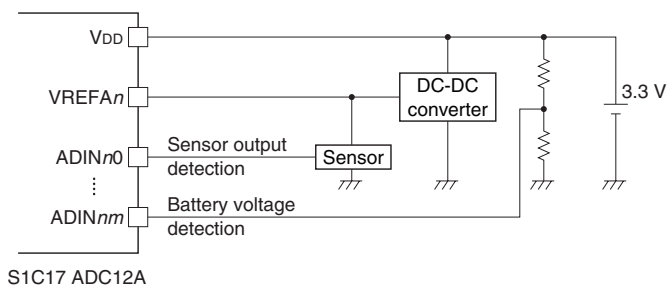 VDD
VREFAn
DC-DC
converter
3.3 V
ADINn0
Sensor output
detection
Sensor
ADINnm
Battery voltage
detection
S1C17 ADC12A